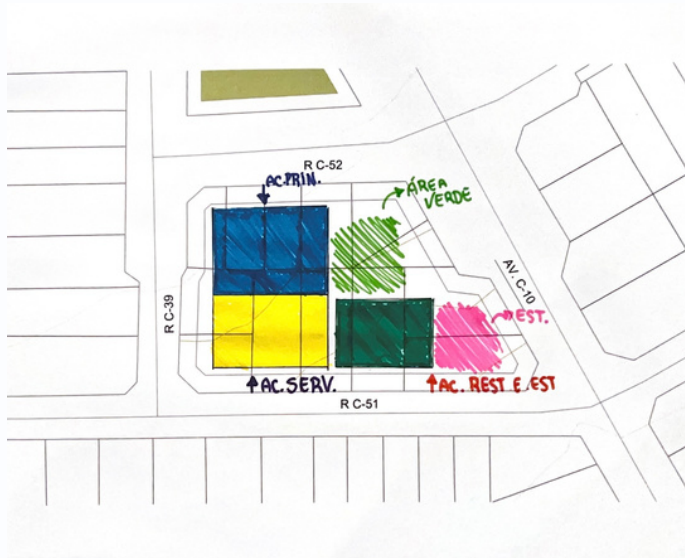 R C-52
AC.PRIN.
ÁREA
VERDE
AV. C-10
R C-39
EST.
AC.SERV.
AC. REST E EST
R C-51